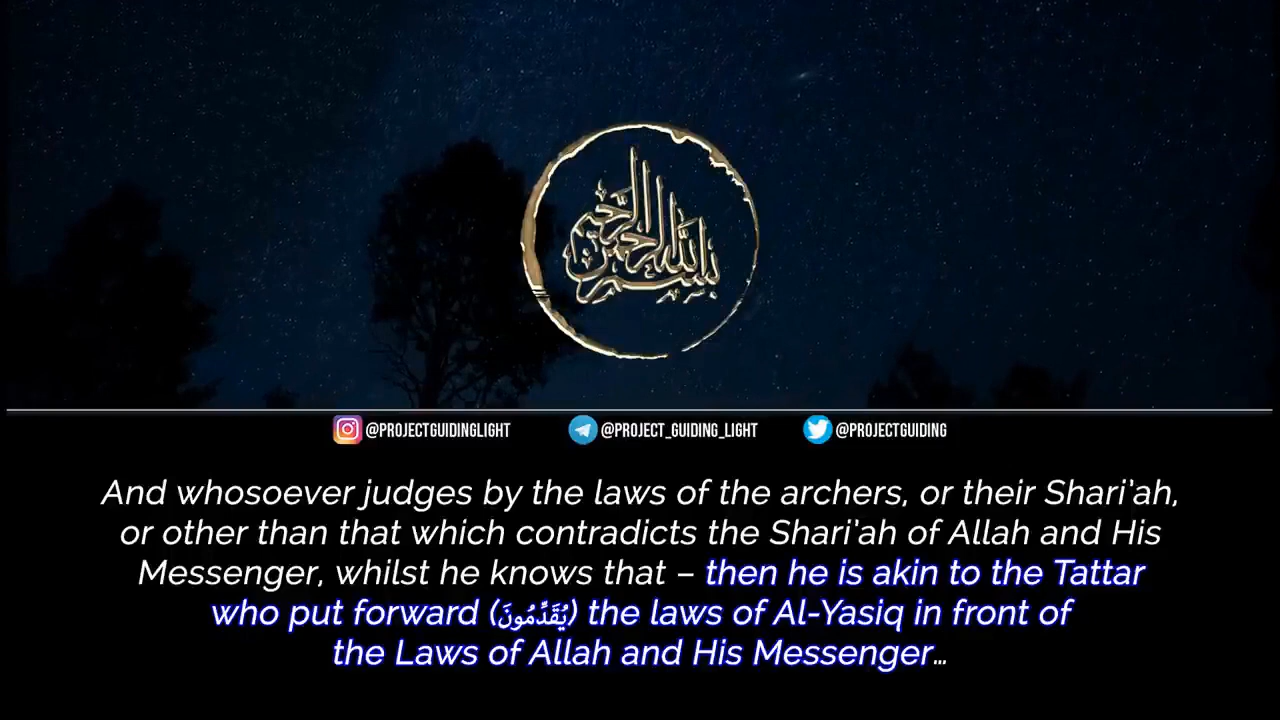 بسم الله الرحمن الرحيم
@PROJECTGUIDINGLIGHT @PROJECT_GUIDING_LIGHT @PROJECTGUIDING
And whosoever judges by the laws of the archers, or their Shari'ah,
or other than that which contradicts the Shari'ah of Allah and His
Messenger, whilst he knows that – then he is akin to the Tattar
who put forward (يُقَدِّمُونَ) the laws of Al-Yasiq in front of
the Laws of Allah and His Messenger…